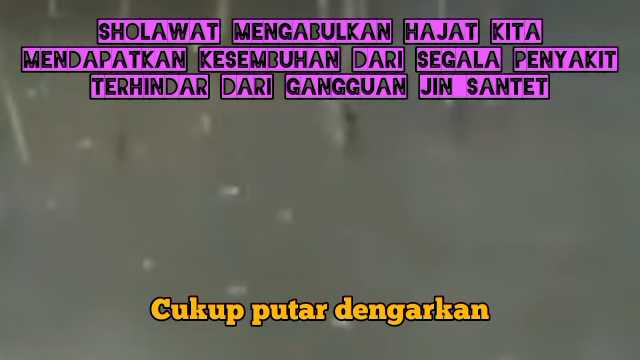 SHOLAWAT MENGABULKAN HAJAT KITA
MENDAPATKAN KESEMBUHAN DARI SEGALA PENYAKIT
TERHINDAR DARI GANGGUAN JIN SANTET
Cukup putar dengarkan